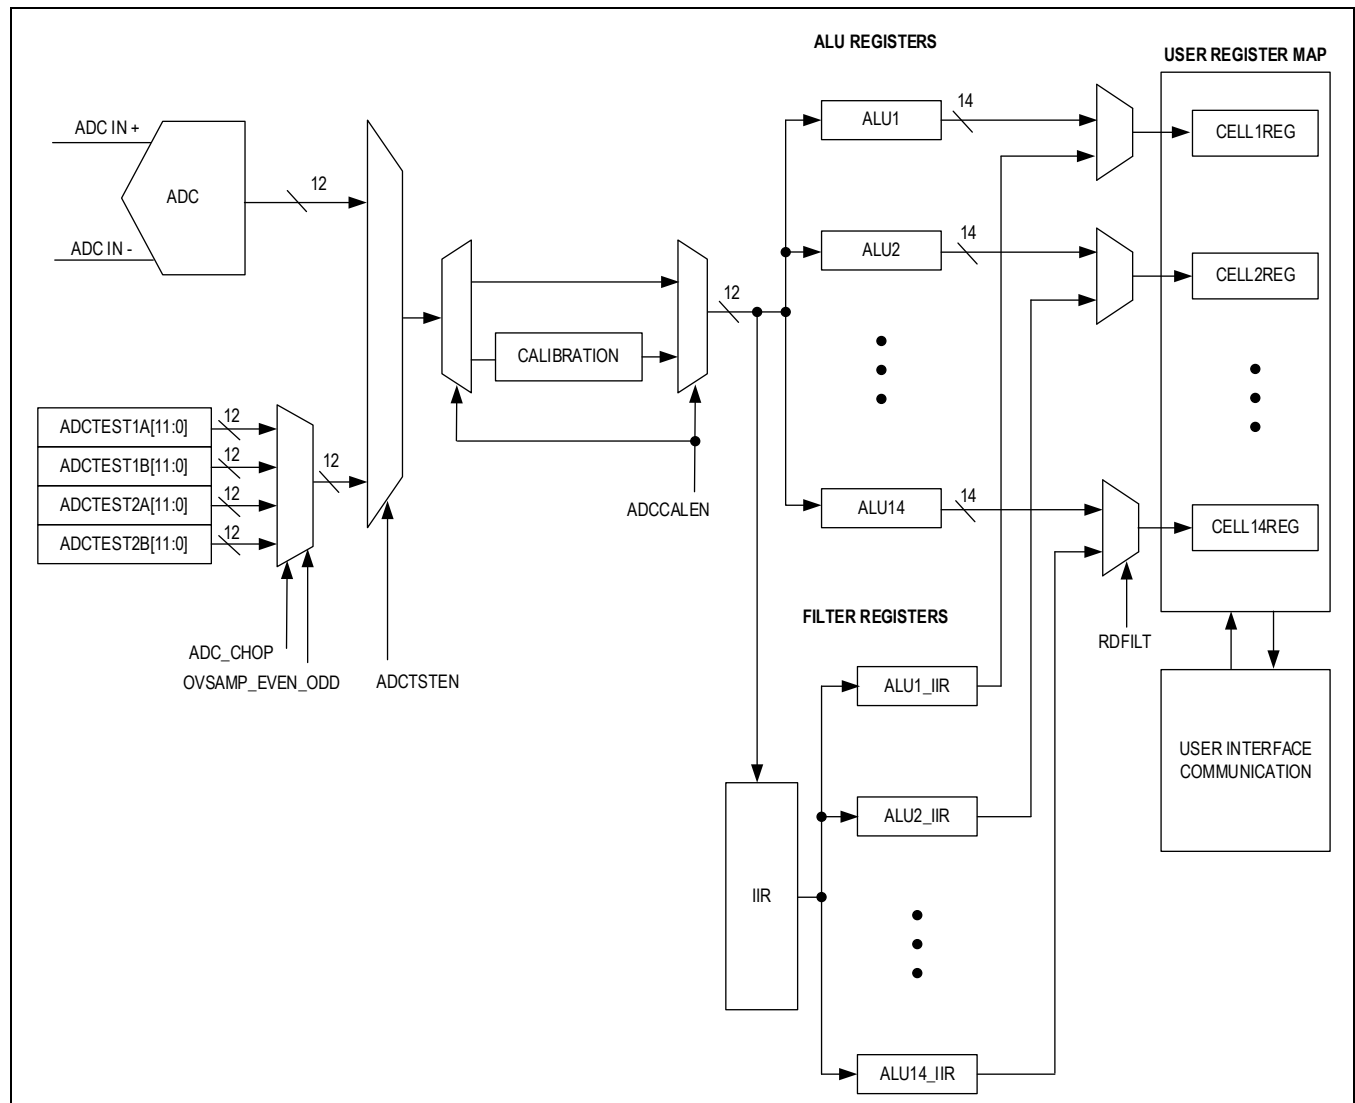 ALU REGISTERS
USER REGISTER MAP
ADC IN +
ADC
ADC IN -
12
ALU1
14
CELL1REG
ALU2
14
CELL2REG
12
CALIBRATION
ADCCALEN
ADCTEST1A[11:0]
12
ADCTEST1B[11:0]
12
ADCTEST2A[11:0]
12
ADCTEST2B[11:0]
12
12
ADC_CHOP
OVSAMP_EVEN_ODD
ADCTSTEN
ALU14
14
CELL14REG
RDFILT
FILTER REGISTERS
ALU1_IIR
ALU2_IIR
IIR
ALU14_IIR
USER INTERFACE
COMMUNICATION